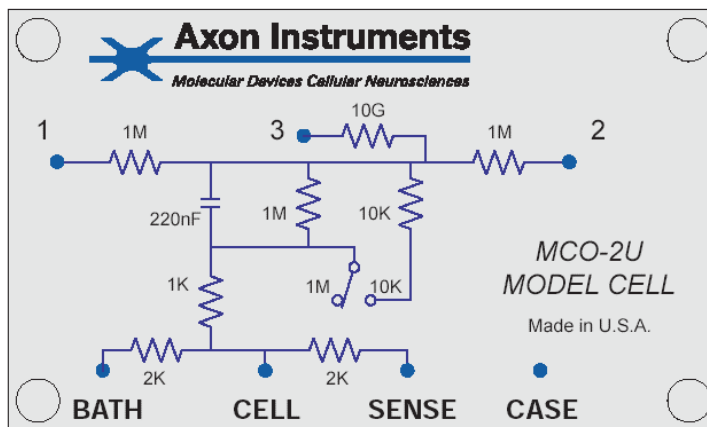 Axon Instruments
Molecular Devices Cellular Neurosciences
10G
1 1M 3 1M 2
220nF 1M 10K
MCO-2U
MODEL CELL
1K 1M 10K
Made in U.S.A.
2K 2K
BATH CELL SENSE CASE